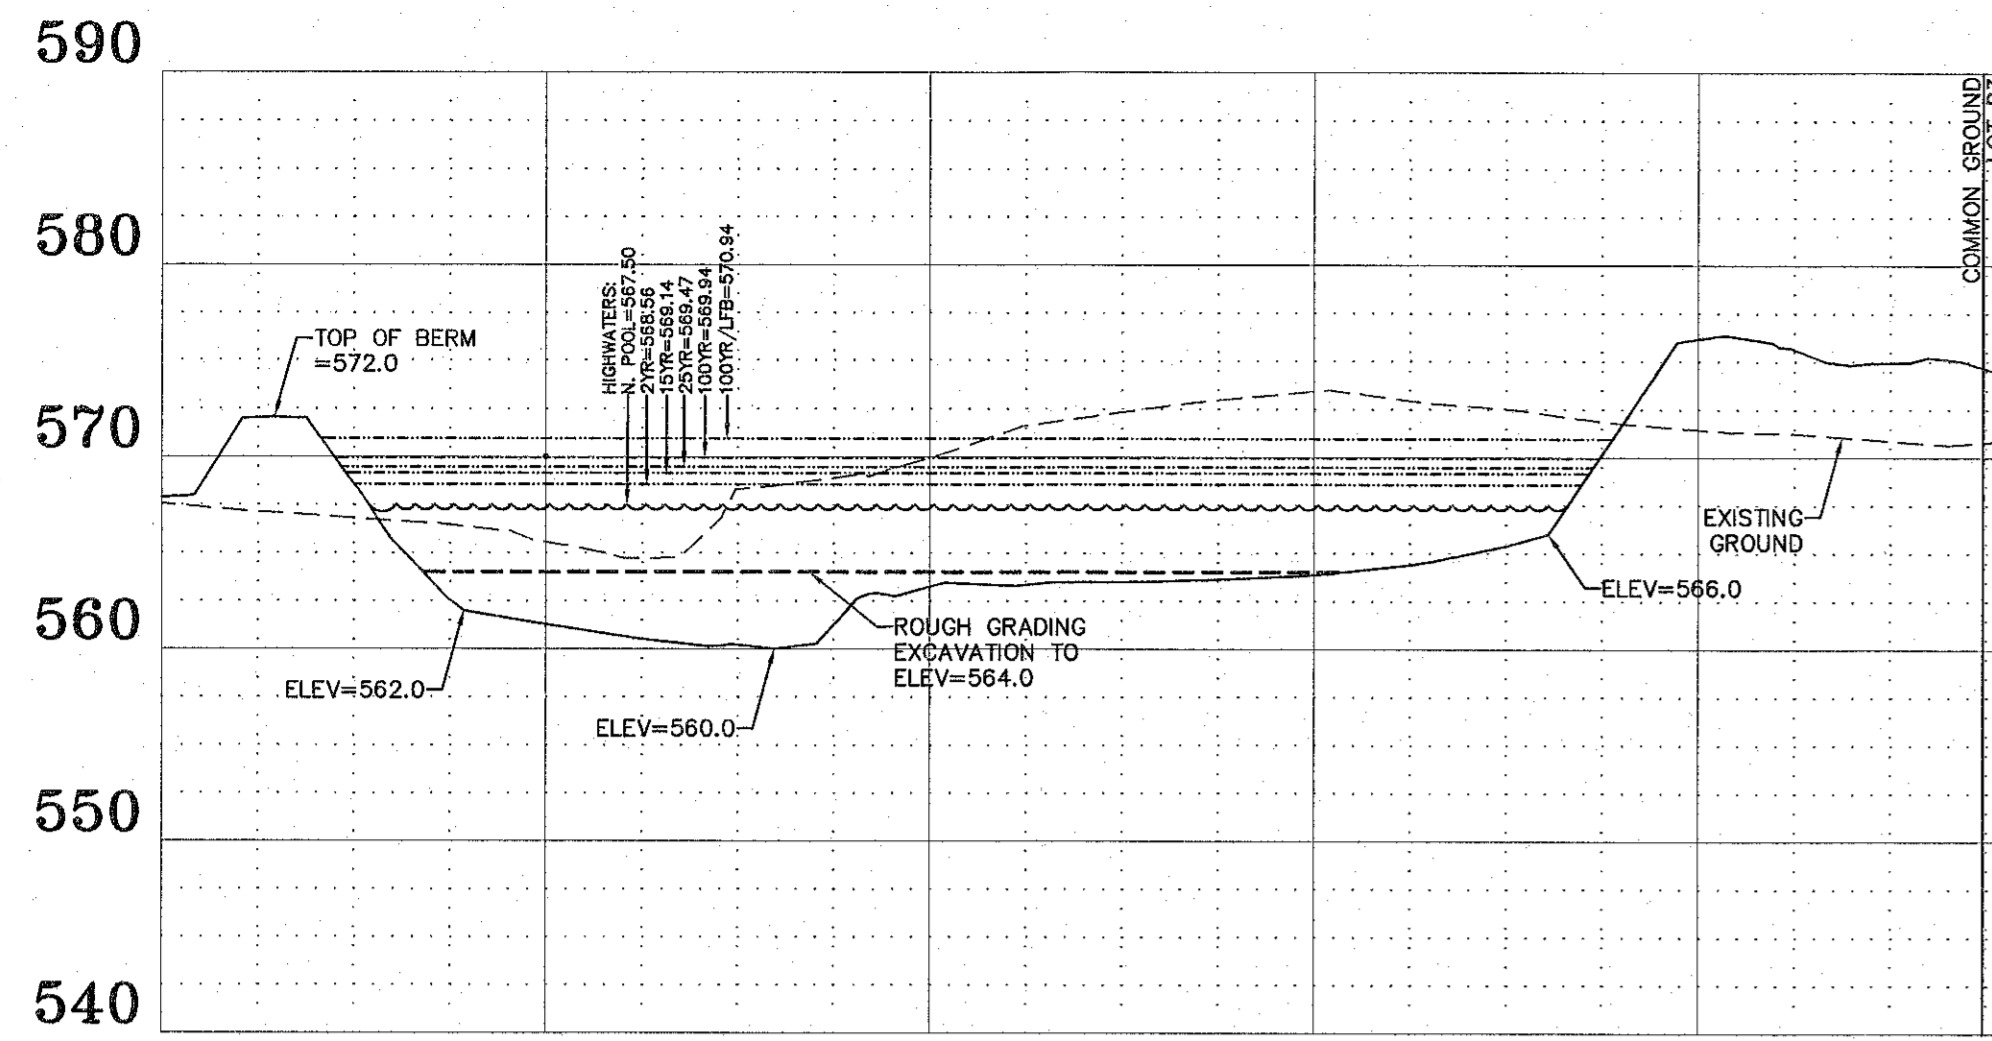 590
580
570
560
550
540
TOP OF BERM
=572.0
HIGHWATERS:
N. POOL=567.50
2YR=568.56
15YR=569.14
25YR=569.47
100YR=569.94
100YR/LFB=570.94
COMMON GROUND
EXISTING
GROUND
ELEV=566.0
ROUGH GRADING
EXCAVATION TO
ELEV=564.0
ELEV=562.0
ELEV=560.0